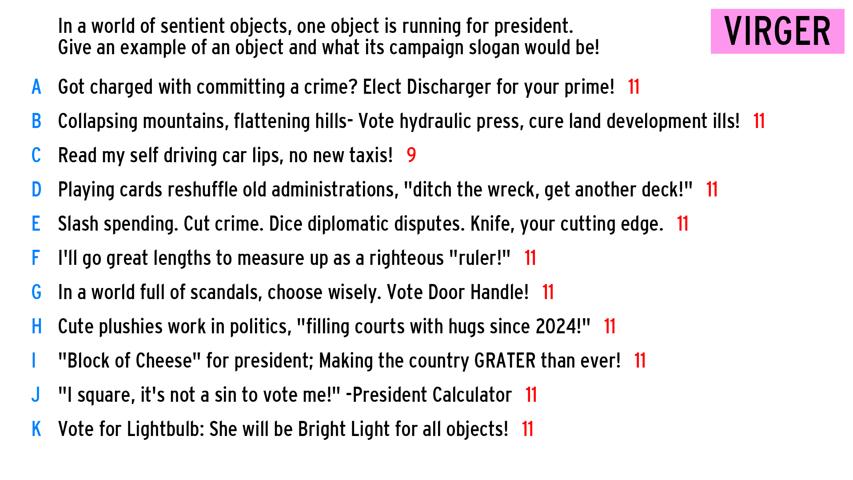 In a world of sentient objects, one object is running for president.
Give an example of an object and what its campaign slogan would be!
VIRGER
A Got charged with committing a crime? Elect Discharger for your prime! 11
B Collapsing mountains, flattening hills- Vote hydraulic press, cure land development ills! 11
C Read my self driving car lips, no new taxis! 9
D Playing cards reshuffle old administrations, "ditch the wreck, get another deck!" 11
E Slash spending. Cut crime. Dice diplomatic disputes. Knife, your cutting edge. 11
F I'll go great lengths to measure up as a righteous "ruler!" 11
G In a world full of scandals, choose wisely. Vote Door Handle! 11
H Cute plushies work in politics, "filling courts with hugs since 2024!" 11
I "Block of Cheese" for president; Making the country GRATER than ever! 11
J "I square, it's not a sin to vote me!" -President Calculator 11
K Vote for Lightbulb: She will be Bright Light for all objects! 11